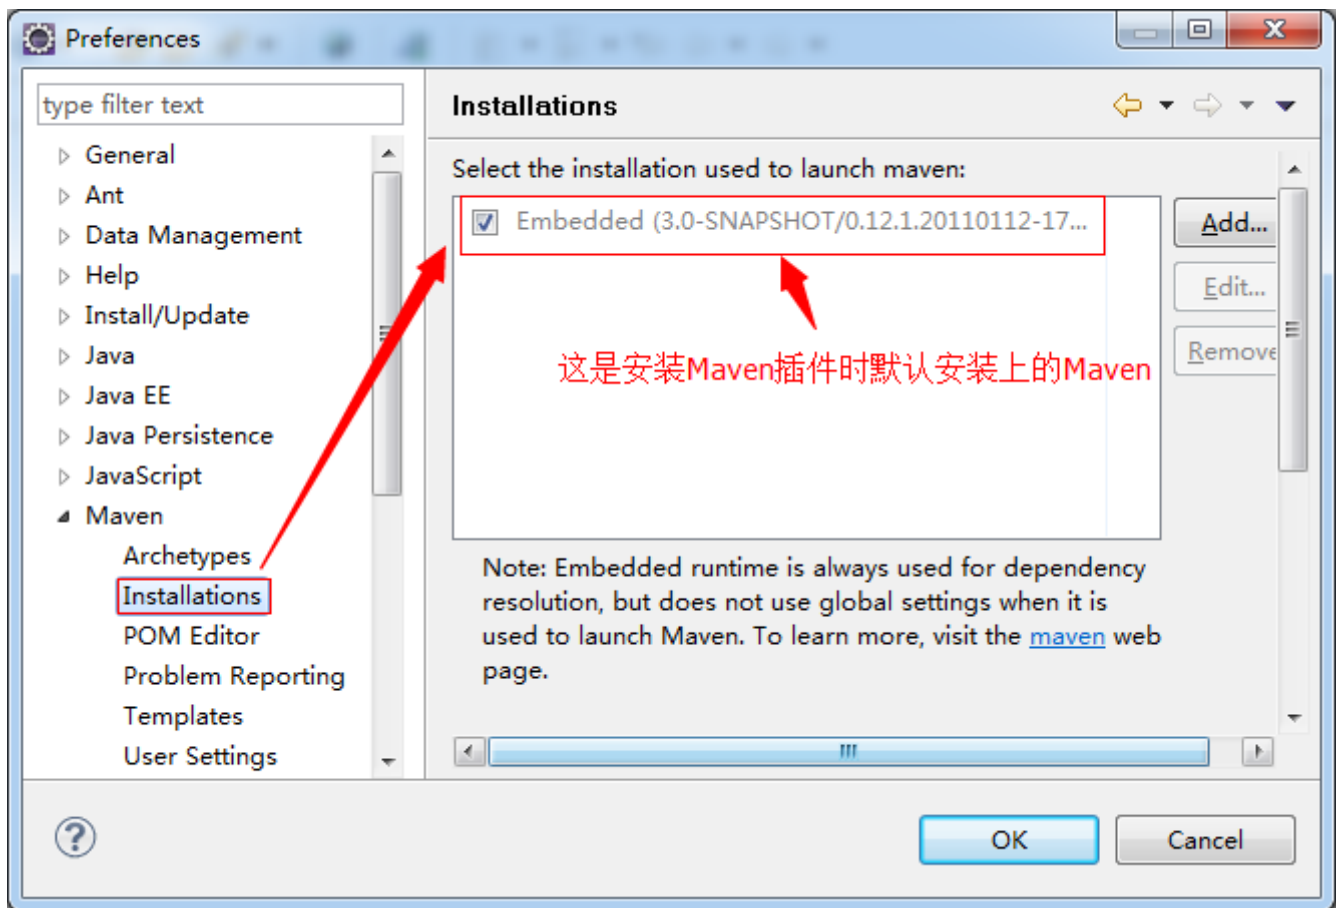 Preferences
type filter text
General
Ant
Data Management
Help
Install/Update
Java
Java EE
Java Persistence
JavaScript
Maven
Archetypes
Installations
POM Editor
Problem Reporting
Templates
User Settings
Installations
Select the installation used to launch maven:
Embedded (3.0-SNAPSHOT/0.12.1.20110112-17...
Add...
Edit...
Remove
这是安装Maven插件时默认安装上的Maven
Note: Embedded runtime is always used for dependency
resolution, but does not use global settings when it is
used to launch Maven. To learn more, visit the maven web
page.
OK
Cancel